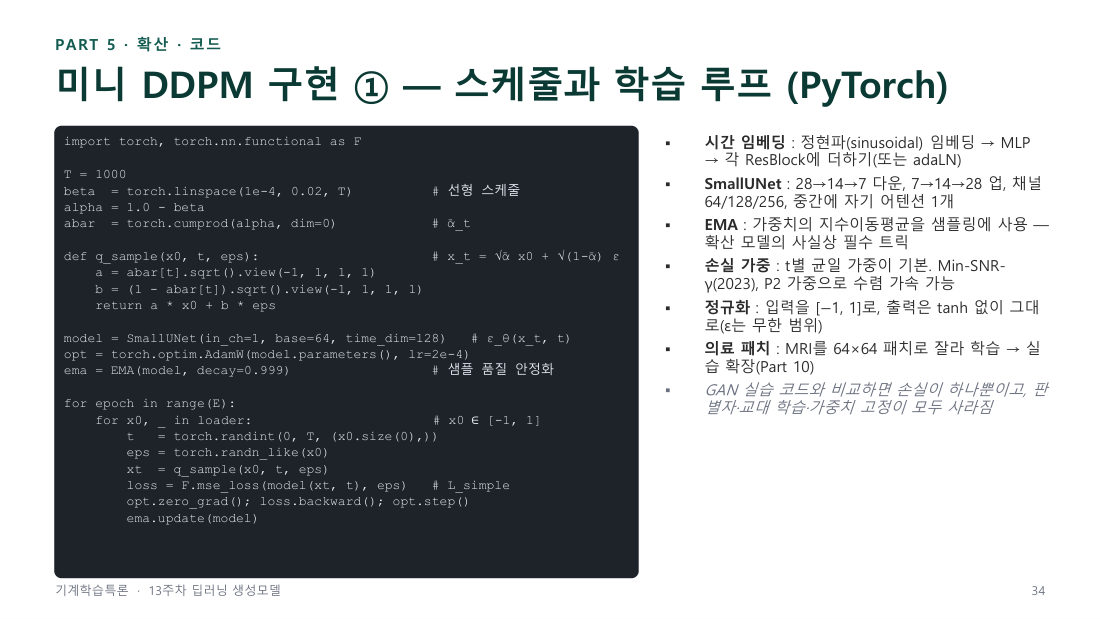 PART 5 · 확산 · 코드
미니 DDPM 구현 ① — 스케줄과 학습 루프 (PyTorch)
import torch, torch.nn.functional as F
T = 1000
beta  = torch.linspace(1e-4, 0.02, T)          # 선형 스케줄
alpha = 1.0 - beta
abar  = torch.cumprod(alpha, dim=0)            # ᾱ_t
def q_sample(x0, t, eps):                      # x_t = √ᾱ x0 + √(1-ᾱ) ε
    a = abar[t].sqrt().view(-1, 1, 1, 1)
    b = (1 - abar[t]).sqrt().view(-1, 1, 1, 1)
    return a * x0 + b * eps
model = SmallUNet(in_ch=1, base=64, time_dim=128)   # ε_θ(x_t, t)
opt = torch.optim.AdamW(model.parameters(), lr=2e-4)
ema = EMA(model, decay=0.999)                  # 샘플 품질 안정화
for epoch in range(E):
    for x0, _ in loader:                       # x0 ∈ [-1, 1]
        t   = torch.randint(0, T, (x0.size(0),))
        eps = torch.randn_like(x0)
        xt  = q_sample(x0, t, eps)
        loss = F.mse_loss(model(xt, t), eps)   # L_simple
        opt.zero_grad(); loss.backward(); opt.step()
        ema.update(model)
▪ 시간 임베딩 : 정현파(sinusoidal) 임베딩 → MLP
→ 각 ResBlock에 더하기(또는 adaLN)
▪ SmallUNet : 28→14→7 다운, 7→14→28 업, 채널
64/128/256, 중간에 자기 어텐션 1개
▪ EMA : 가중치의 지수이동평균을 샘플링에 사용 —
확산 모델의 사실상 필수 트릭
▪ 손실 가중 : t별 균일 가중이 기본. Min-SNR-
γ(2023), P2 가중으로 수렴 가속 가능
▪ 정규화 : 입력을 [−1, 1]로, 출력은 tanh 없이 그대
로(ε는 무한 범위)
▪ 의료 패치 : MRI를 64×64 패치로 잘라 학습 → 실
습 확장(Part 10)
▪ GAN 실습 코드와 비교하면 손실이 하나뿐이고, 판
별자·교대 학습·가중치 고정이 모두 사라짐
기계학습특론 · 13주차 딥러닝 생성모델
34